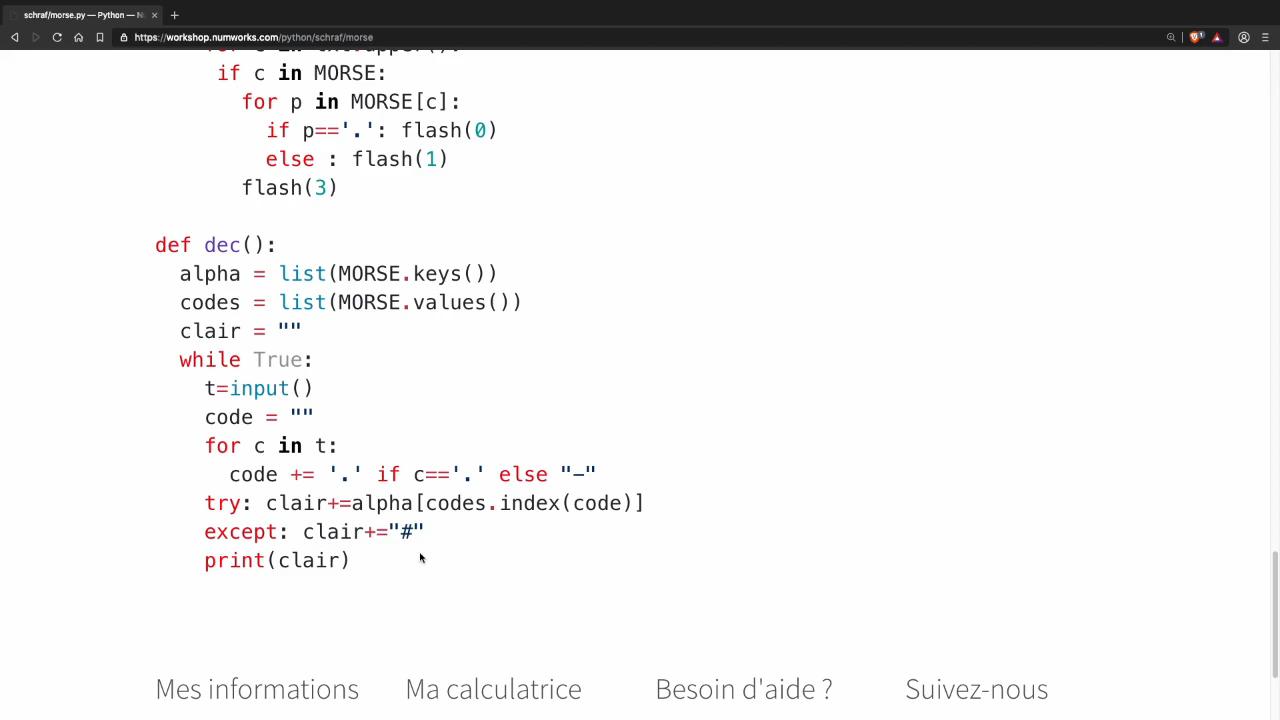 schraf/morse.py — Python — N
https://workshop.numworks.com/python/schraf/morse
if c in MORSE:
for p in MORSE[c]:
if p=='.': flash(0)
else : flash(1)
flash(3)
def dec():
alpha = list(MORSE.keys())
codes = list(MORSE.values())
clair = ""
while True:
t=input()
code = ""
for c in t:
code += '.' if c=='.' else "-"
try: clair+=alpha[codes.index(code)]
except: clair+="#"
print(clair)
Mes informations
Ma calculatrice
Besoin d'aide ?
Suivez-nous